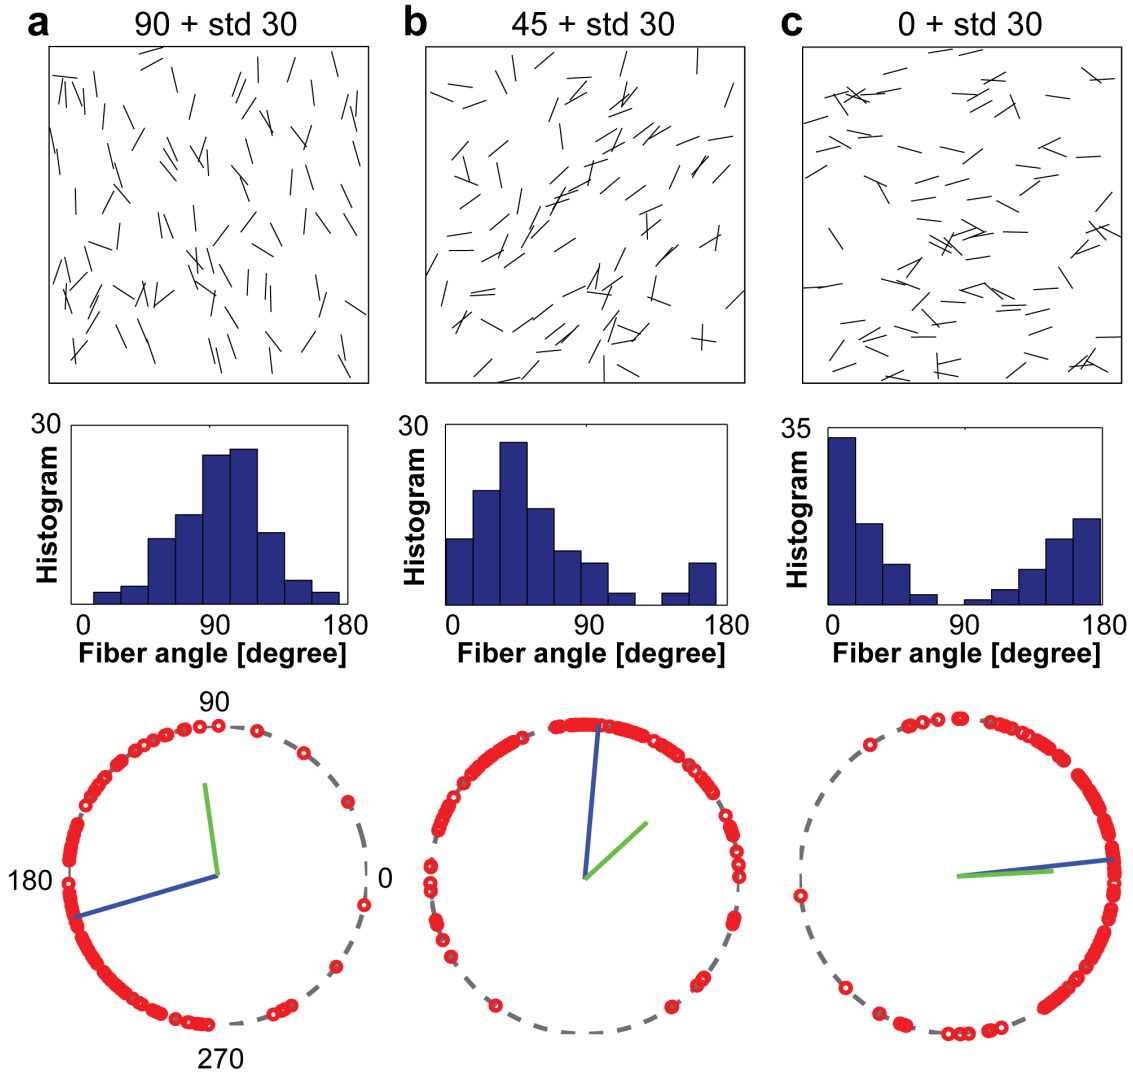 a 90 + std 30
b 45 + std 30
c 0 + std 30
30
Histogram
0 90 180
Fiber angle [degree]
30
Histogram
0 90 180
Fiber angle [degree]
35
Histogram
0 90 180
Fiber angle [degree]
90
180
0
270